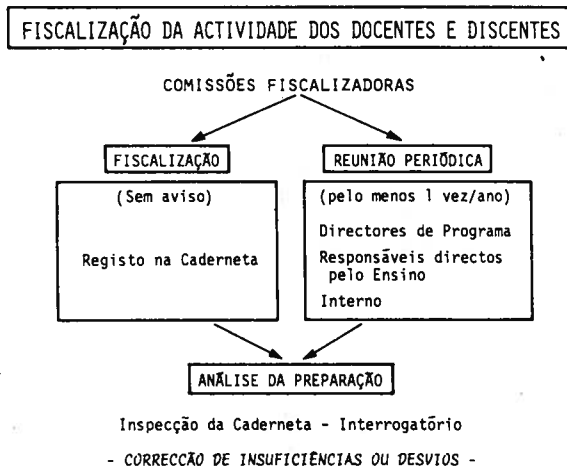 FISCALIZAÇÃO DA ACTIVIDADE DOS DOCENTES E DISCENTES
COMISSÕES FISCALIZADORAS
FISCALIZAÇÃO
(Sem aviso)
Registo na Caderneta
REUNIÃO PERIÓDICA
(pelo menos 1 vez/ano)
Directores de Programa
Responsáveis directos
pelo Ensino
Interno
ANÁLISE DA PREPARAÇÃO
Inspecção da Caderneta - Interrogatório
- CORRECÇÃO DE INSUFICIÊNCIAS OU DESVIOS -